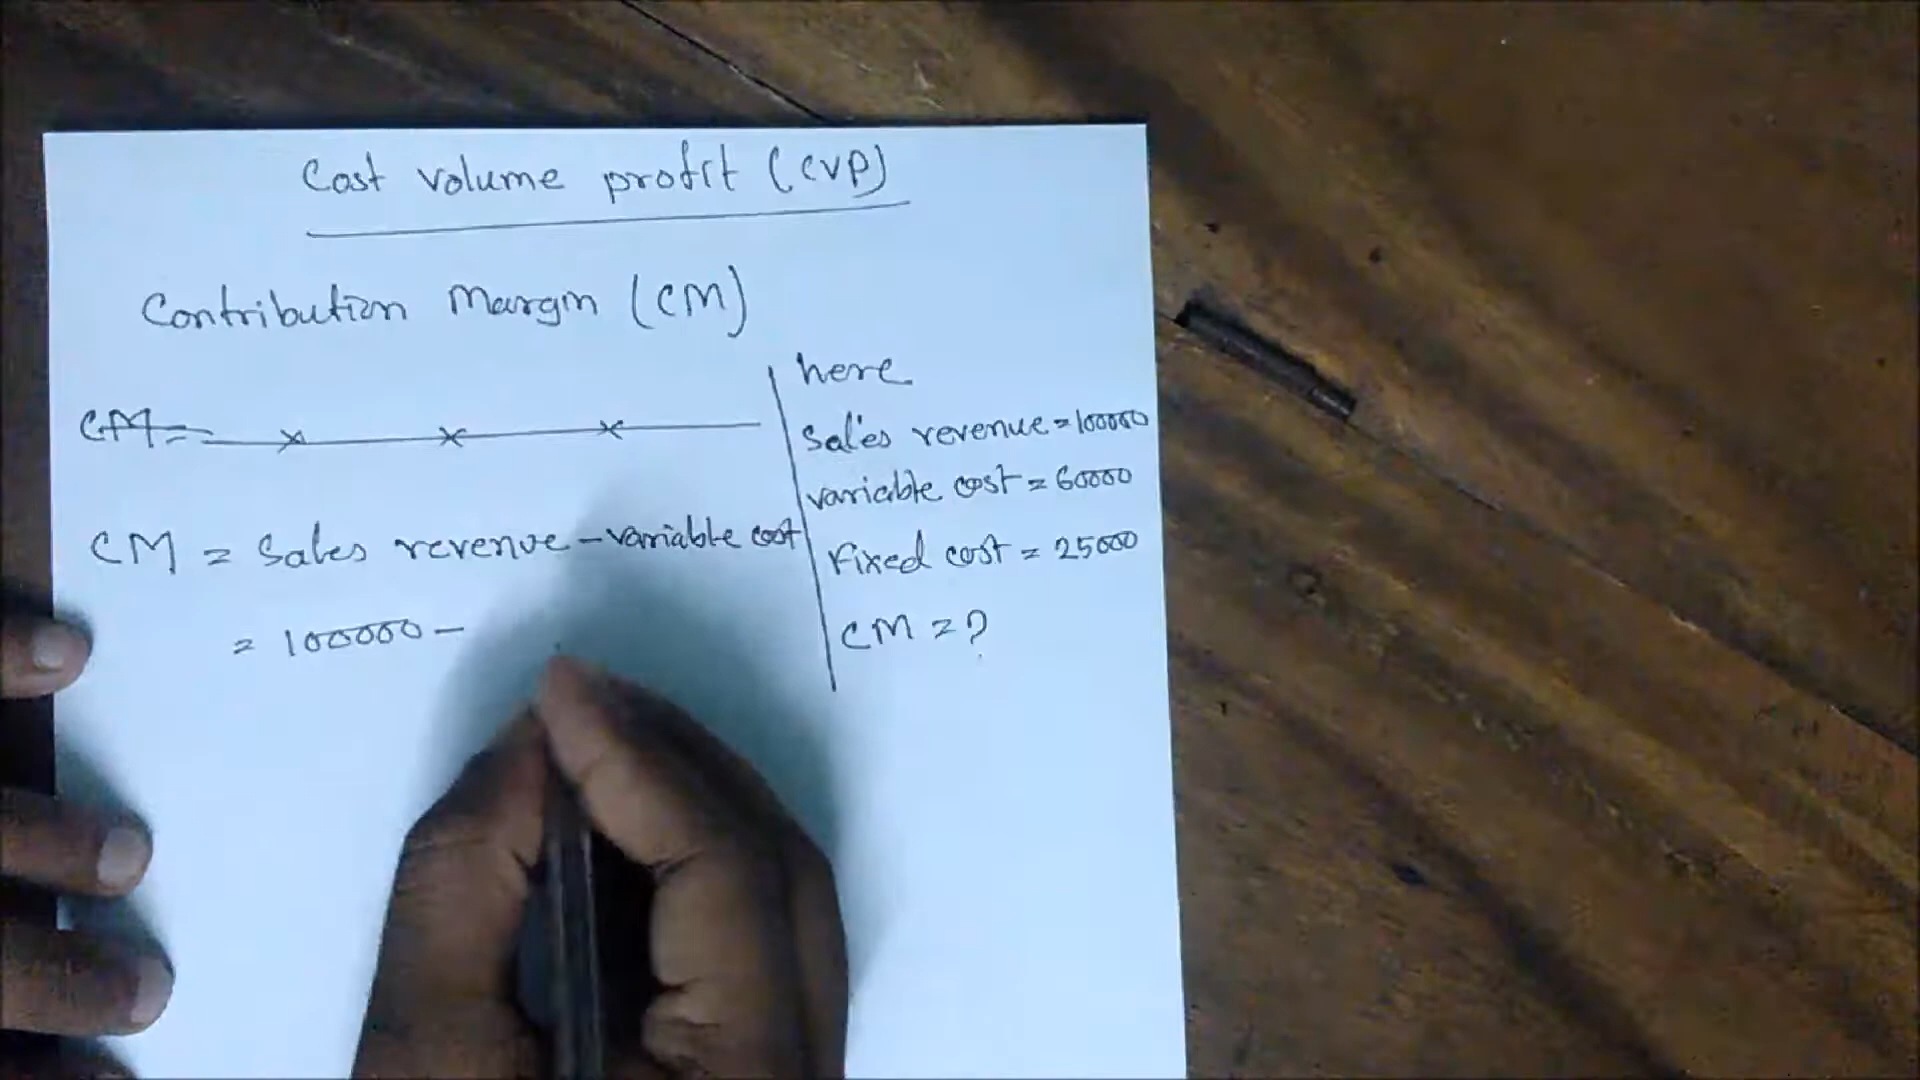 Cost volume profit (CVP)
Contribution Margin (CM)
CM=
CM = Sales revenue - variable cost
= 100000 -
here
Sales revenue = 100000
variable cost = 60000
Fixed cost = 25000
CM = ?